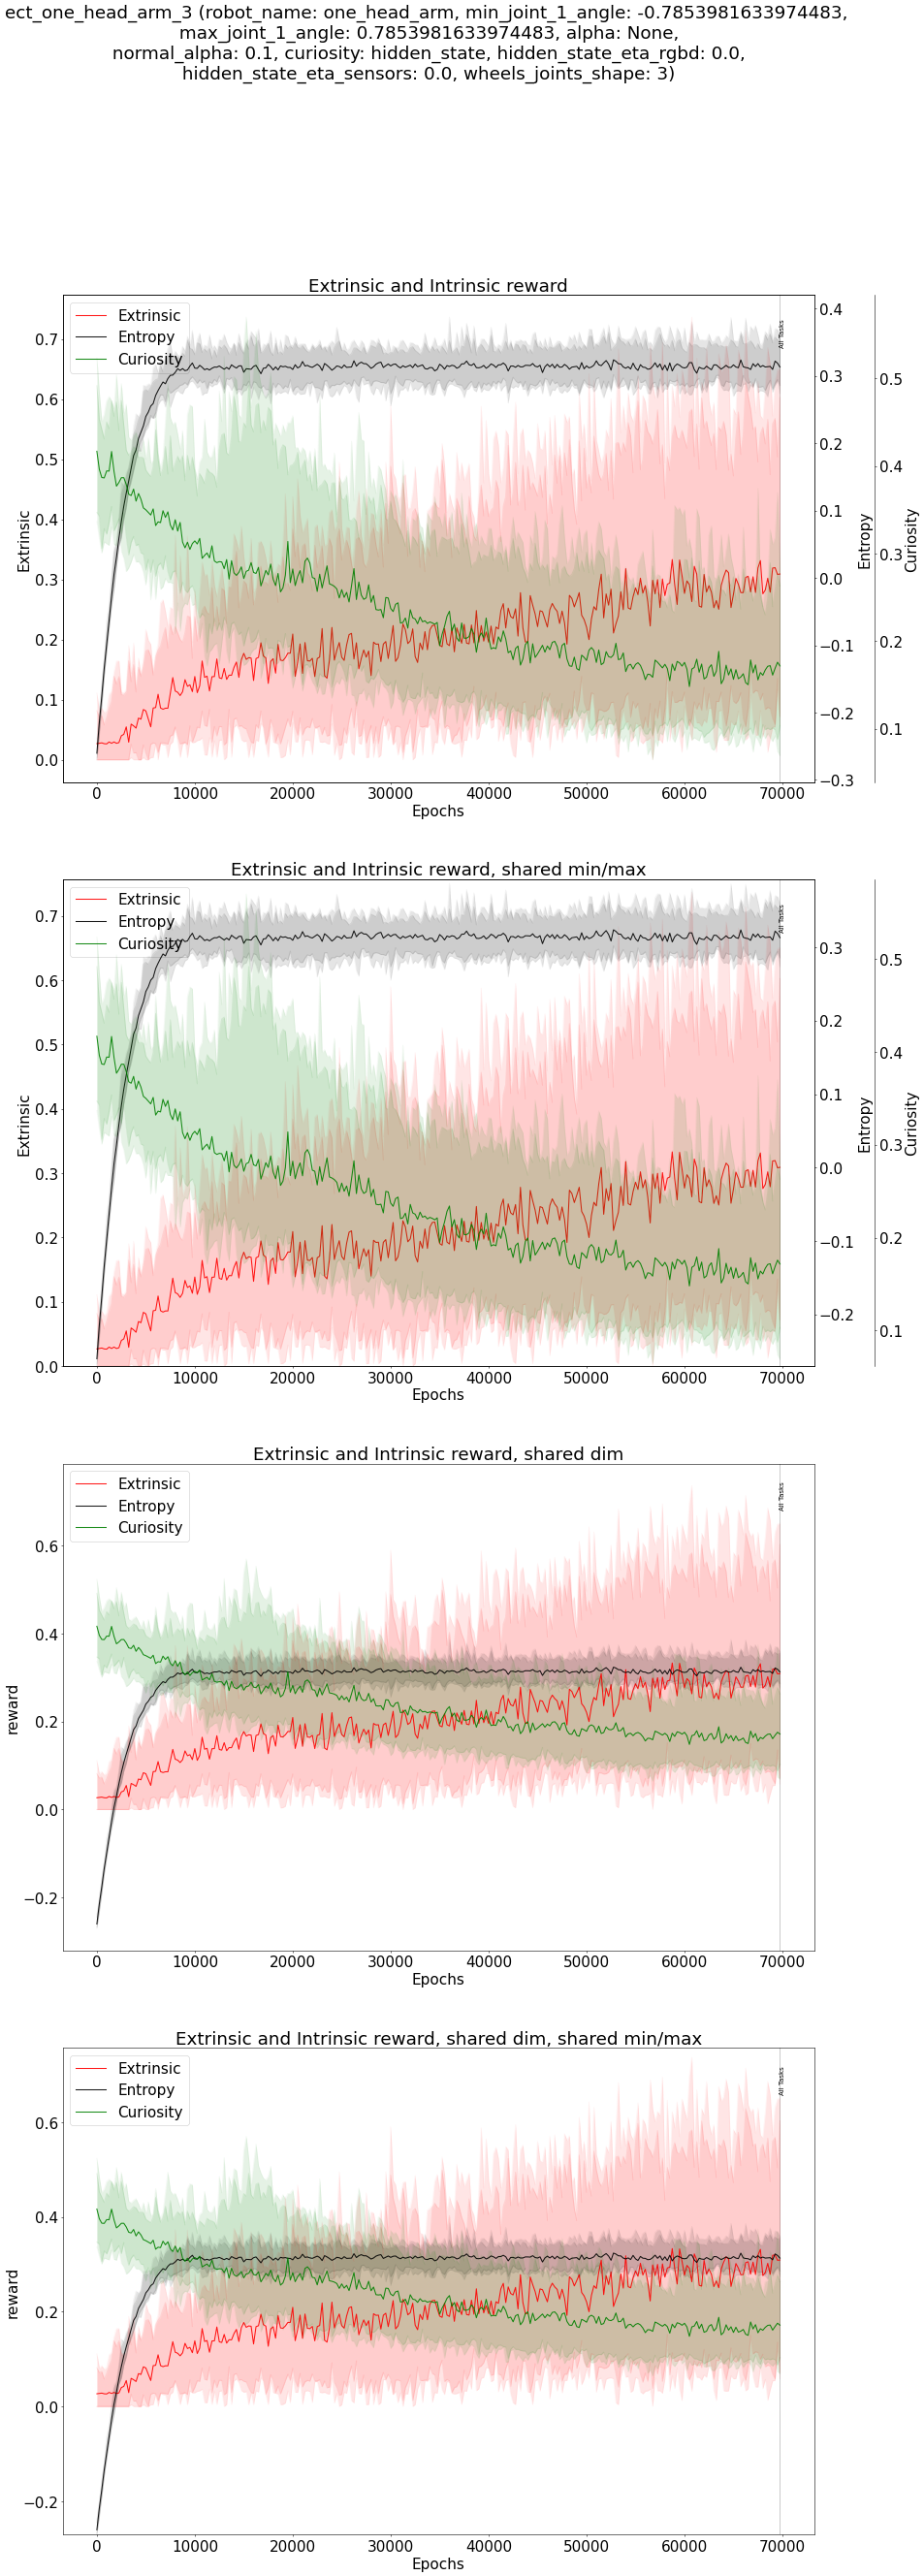 ect_one_head_arm_3 (robot_name: one_head_arm, min_joint_1_angle: -0.7853981633974483,
max_joint_1_angle: 0.7853981633974483, alpha: None,
normal_alpha: 0.1, curiosity: hidden_state, hidden_state_eta_rgbd: 0.0,
hidden_state_eta_sensors: 0.0, wheels_joints_shape: 3)
Extrinsic and Intrinsic reward
Extrinsic
Entropy
Curiosity
All Tasks
0.7
0.6
0.5
0.4
0.3
0.2
0.1
0.0
Extrinsic
0.4
0.3
0.2
0.1
0.0
−0.1
−0.2
−0.3
Entropy
0.5
0.4
0.3
0.2
0.1
Curiosity
0 10000 20000 30000 40000 50000 60000 70000
Epochs
Extrinsic and Intrinsic reward, shared min/max
Extrinsic
Entropy
Curiosity
All Tasks
0.7
0.6
0.5
0.4
0.3
0.2
0.1
0.0
Extrinsic
0.3
0.2
0.1
0.0
−0.1
−0.2
Entropy
0.5
0.4
0.3
0.2
0.1
Curiosity
0 10000 20000 30000 40000 50000 60000 70000
Epochs
Extrinsic and Intrinsic reward, shared dim
Extrinsic
Entropy
Curiosity
All Tasks
0.6
0.4
0.2
0.0
−0.2
reward
0 10000 20000 30000 40000 50000 60000 70000
Epochs
Extrinsic and Intrinsic reward, shared dim, shared min/max
Extrinsic
Entropy
Curiosity
All Tasks
0.6
0.4
0.2
0.0
−0.2
reward
0 10000 20000 30000 40000 50000 60000 70000
Epochs